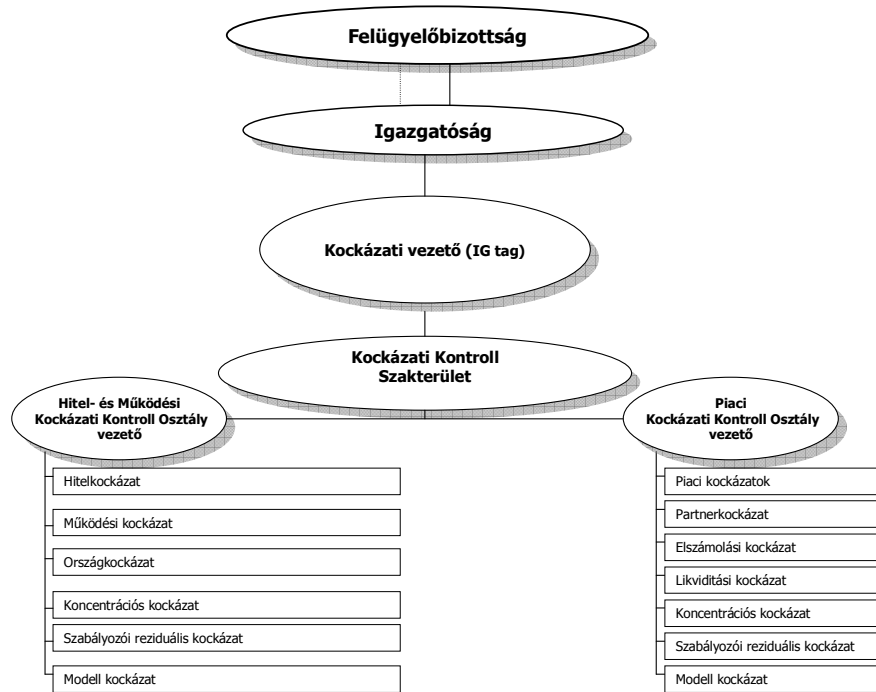 Felügyelőbizottság
Igazgatóság
Kockázati vezető (IG tag)
Kockázati Kontroll
Szakterület
Hitel- és Működési
Kockázati Kontroll Osztály
vezető
Hitelkockázat
Működési kockázat
Országkockázat
Koncentrációs kockázat
Szabályozói reziduális kockázat
Modell kockázat
Piaci
Kockázati Kontroll Osztály
vezető
Piaci kockázatok
Partnerkockázat
Elszámolási kockázat
Likviditási kockázat
Koncentrációs kockázat
Szabályozói reziduális kockázat
Modell kockázat